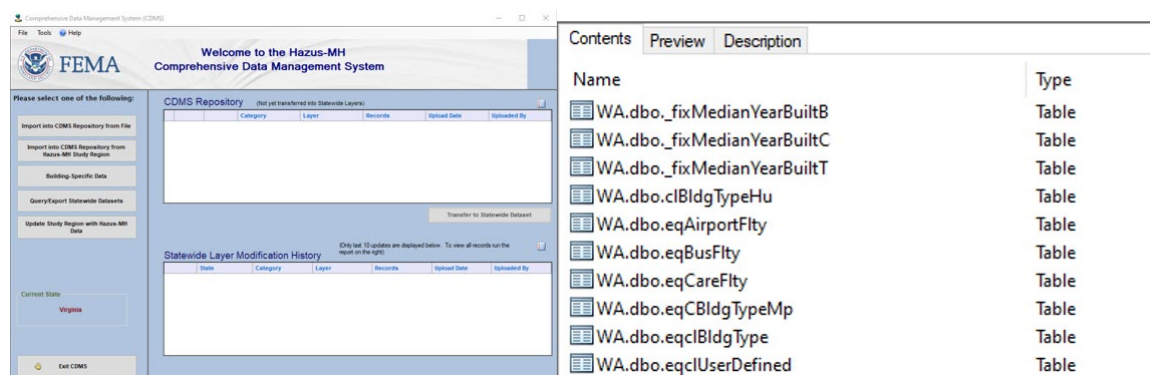 Comprehensive Data Management System (CDMS)
File Tools Help
FEMA
Welcome to the Hazus-MH
Comprehensive Data Management System
Please select one of the following:
Import into CDMS Repository from File
Import into CDMS Repository from
Hazus-MH Study Region
Building-Specific Data
Query/Export Statewide Datasets
Update Study Region with Hazus-MH
Data
Current State
Virginia
Exit CDMS
CDMS Repository (Not yet transferred into Statewide Layers)
Category Layer Records Upload Date Uploaded By
Transfer to Statewide Dataset
(Only last 10 updates are displayed below. To view all records run the
report on the right)
Statewide Layer Modification History
State Category Layer Records Upload Date Uploaded By
Contents Preview Description
Name Type
WA.dbo._fixMedianYearBuiltB Table
WA.dbo._fixMedianYearBuiltC Table
WA.dbo._fixMedianYearBuiltT Table
WA.dbo.clBldgTypeHu Table
WA.dbo.eqAirportFlty Table
WA.dbo.eqBusFlty Table
WA.dbo.eqCareFlty Table
WA.dbo.eqCBldgTypeMp Table
WA.dbo.eqclBldgType Table
WA.dbo.eqclUserDefined Table